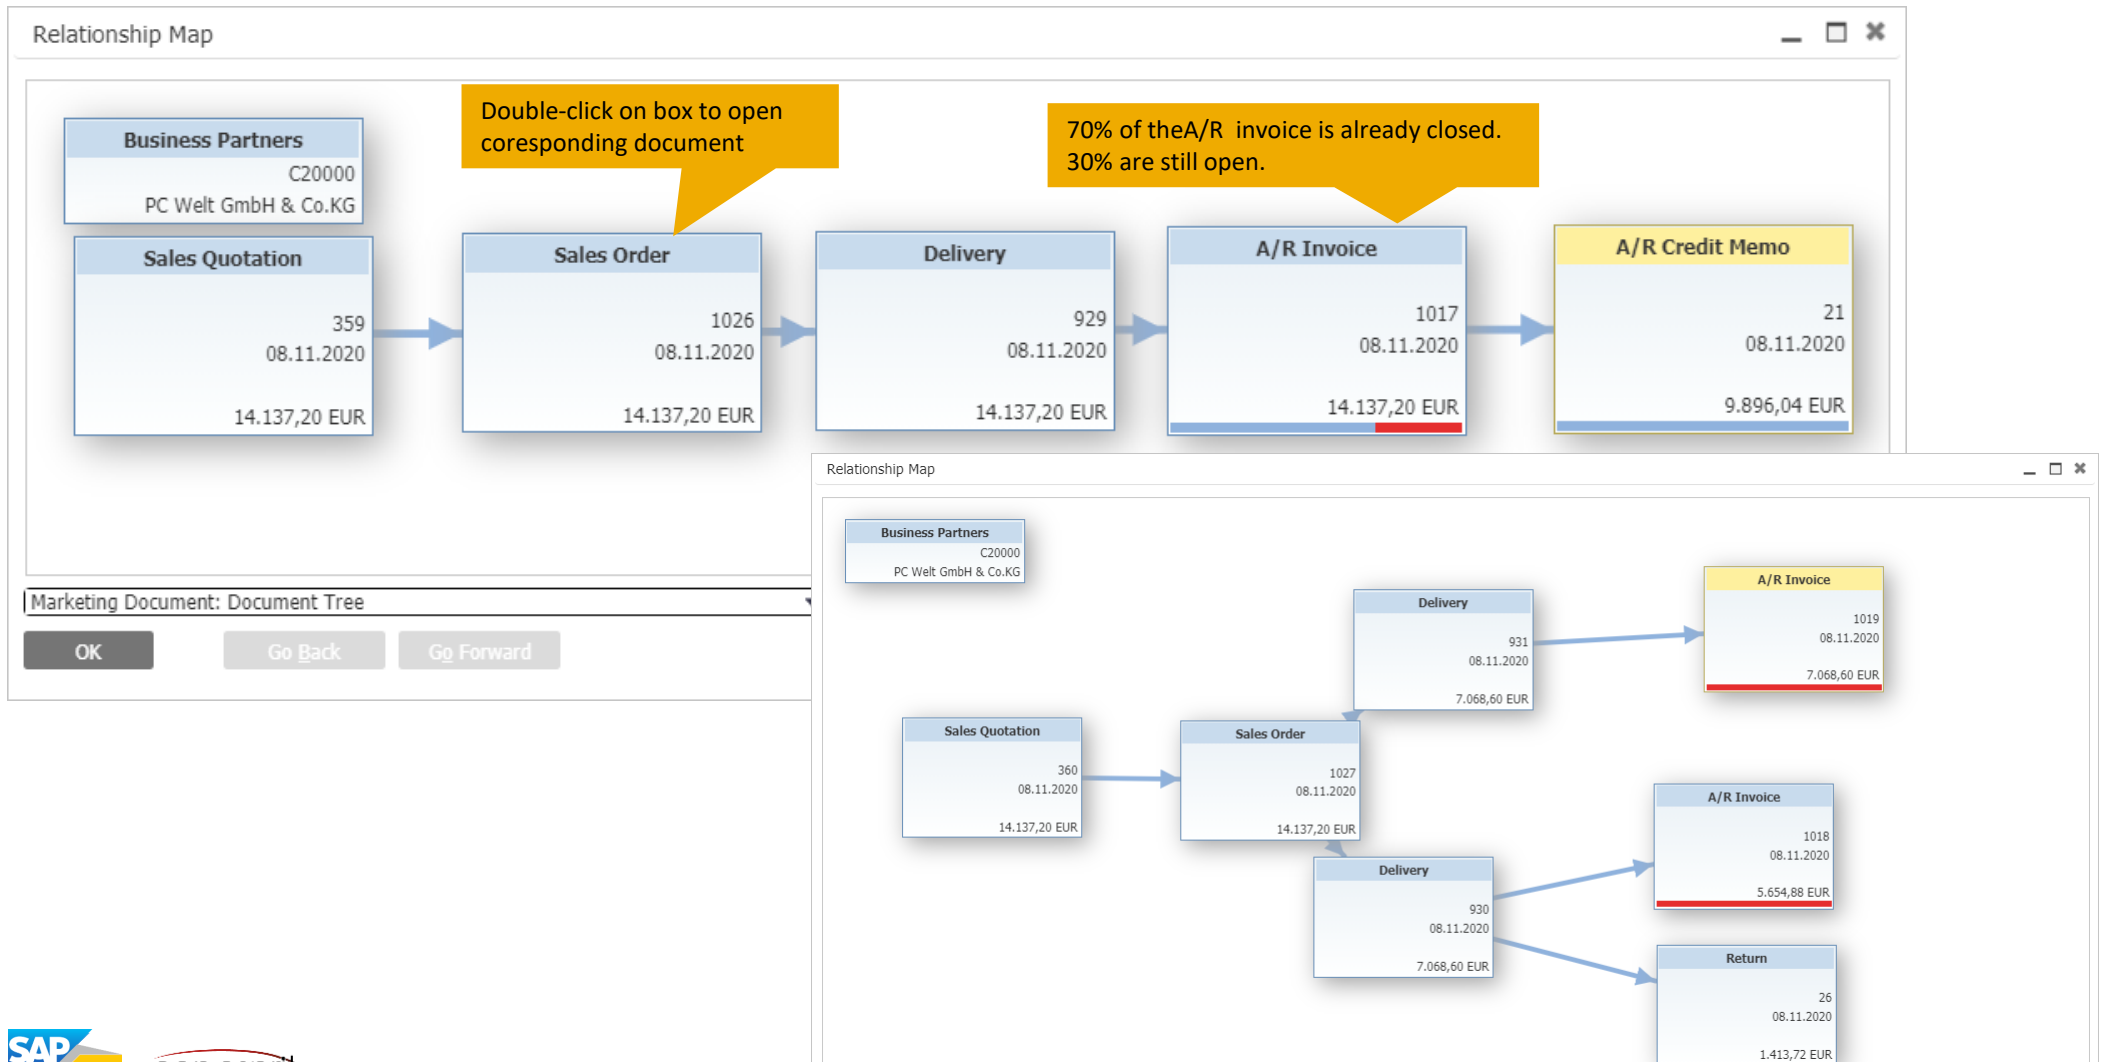 Relationship Map
Double-click on box to open
coresponding document
70% of theA/R  invoice is already closed.
30% are still open.
Business Partners
C20000
PC Welt GmbH & Co.KG
Sales Quotation
359
08.11.2020
14.137,20 EUR
Sales Order
1026
08.11.2020
14.137,20 EUR
Delivery
929
08.11.2020
14.137,20 EUR
A/R Invoice
1017
08.11.2020
14.137,20 EUR
A/R Credit Memo
21
08.11.2020
9.896,04 EUR
Marketing Document: Document Tree
OK
Go Back
Go Forward
Relationship Map
Business Partners
C20000
PC Welt GmbH & Co.KG
Delivery
931
08.11.2020
7.068,60 EUR
A/R Invoice
1019
08.11.2020
7.068,60 EUR
Sales Quotation
360
08.11.2020
14.137,20 EUR
Sales Order
1027
08.11.2020
14.137,20 EUR
A/R Invoice
1018
08.11.2020
5.654,88 EUR
Delivery
930
08.11.2020
7.068,60 EUR
Return
26
08.11.2020
1.413,72 EUR
SAP